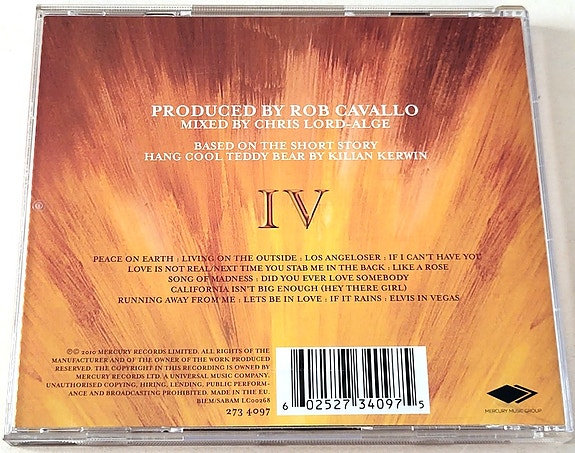 PRODUCED BY ROB CAVALLO
MIXED BY CHRIS LORD-ALGE
BASED ON THE SHORT STORY
HANG COOL TEDDY BEAR BY KILIAN KERWIN
IV
PEACE ON EARTH : LIVING ON THE OUTSIDE : LOS ANGELOSER : IF I CAN'T HAVE YOU
LOVE IS NOT REAL/NEXT TIME YOU STAB ME IN THE BACK : LIKE A ROSE
SONG OF MADNESS : DID YOU EVER LOVE SOMEBODY
CALIFORNIA ISN'T BIG ENOUGH (HEY THERE GIRL)
RUNNING AWAY FROM ME : LETS BE IN LOVE : IF IT RAINS : ELVIS IN VEGAS
℗ © 2010 MERCURY RECORDS LIMITED. ALL RIGHTS OF THE
MANUFACTURER AND OF THE OWNER OF THE WORK PRODUCED
RESERVED. THE COPYRIGHT IN THIS RECORDING IS OWNED BY
MERCURY RECORDS LTD. A UNIVERSAL MUSIC COMPANY.
UNAUTHORISED COPYING, HIRING, LENDING, PUBLIC PERFORM-
ANCE AND BROADCASTING PROHIBITED. MADE IN THE EU.
BIEM/SABAM LC00268
273 4097
6 02527 34097 5
MERCURY MUSIC GROUP